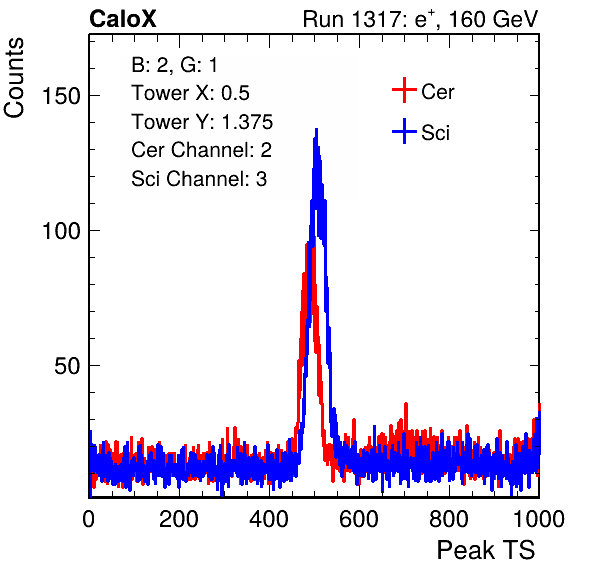 CaloX Run 1317: e+, 160 GeV
Counts
B: 2, G: 1
Tower X: 0.5
Tower Y: 1.375
Cer Channel: 2
Sci Channel: 3
Cer
Sci
150
100
50
0 200 400 600 800 1000
Peak TS